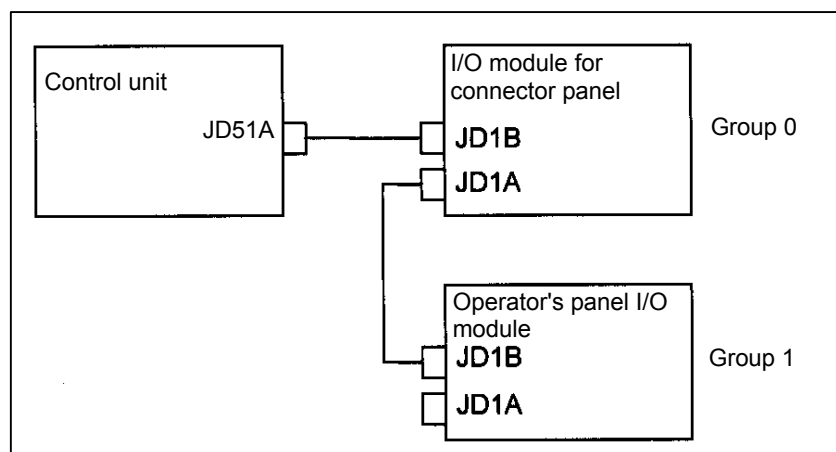 Control unit
JD51A
I/O module for
connector panel
JD1B
JD1A
Group 0
Operator's panel I/O
module
JD1B
JD1A
Group 1